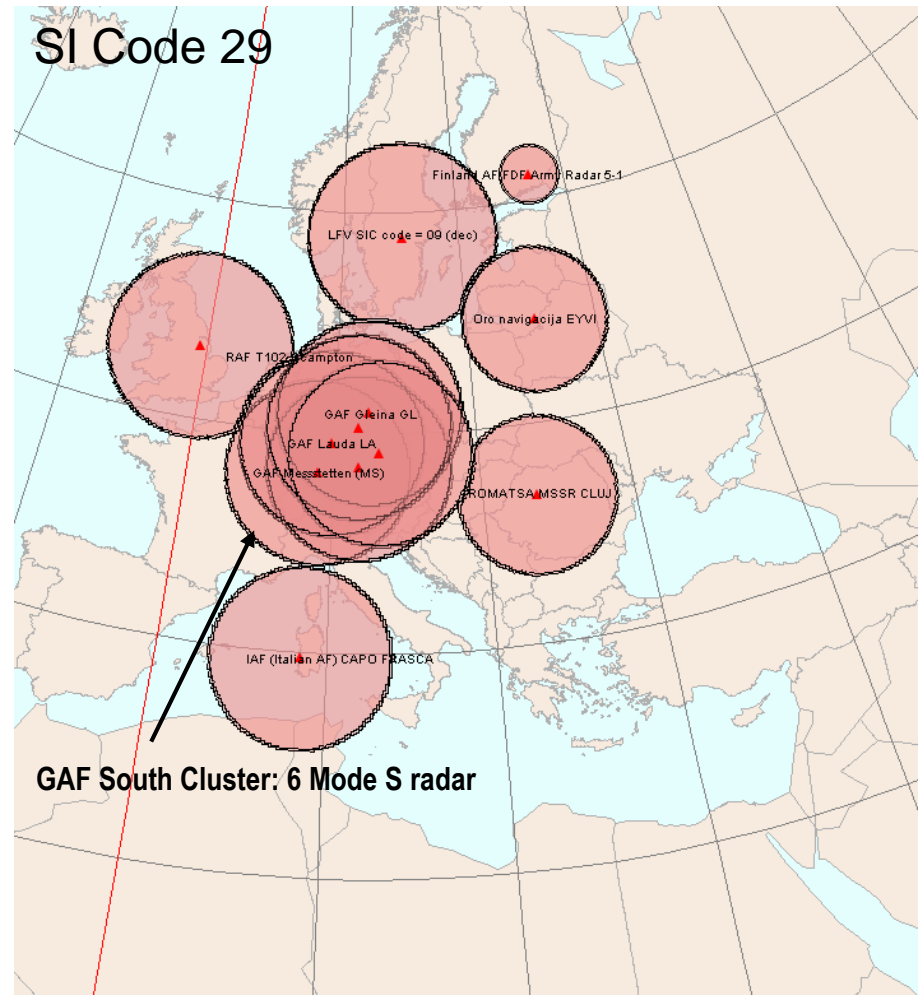 SI Code 29
Finland AF/FDF Army Radar 5-1
LFV SIC code = 09 (dec)
Oro navigacija EYVI
RAF T102 Scampton
GAF Gleina GL
GAF Lauda LA
GAF Messstetten (MS)
ROMATSA MSSR CLUJ
IAF (Italian AF) CAPO FRASCA
GAF South Cluster: 6 Mode S radar